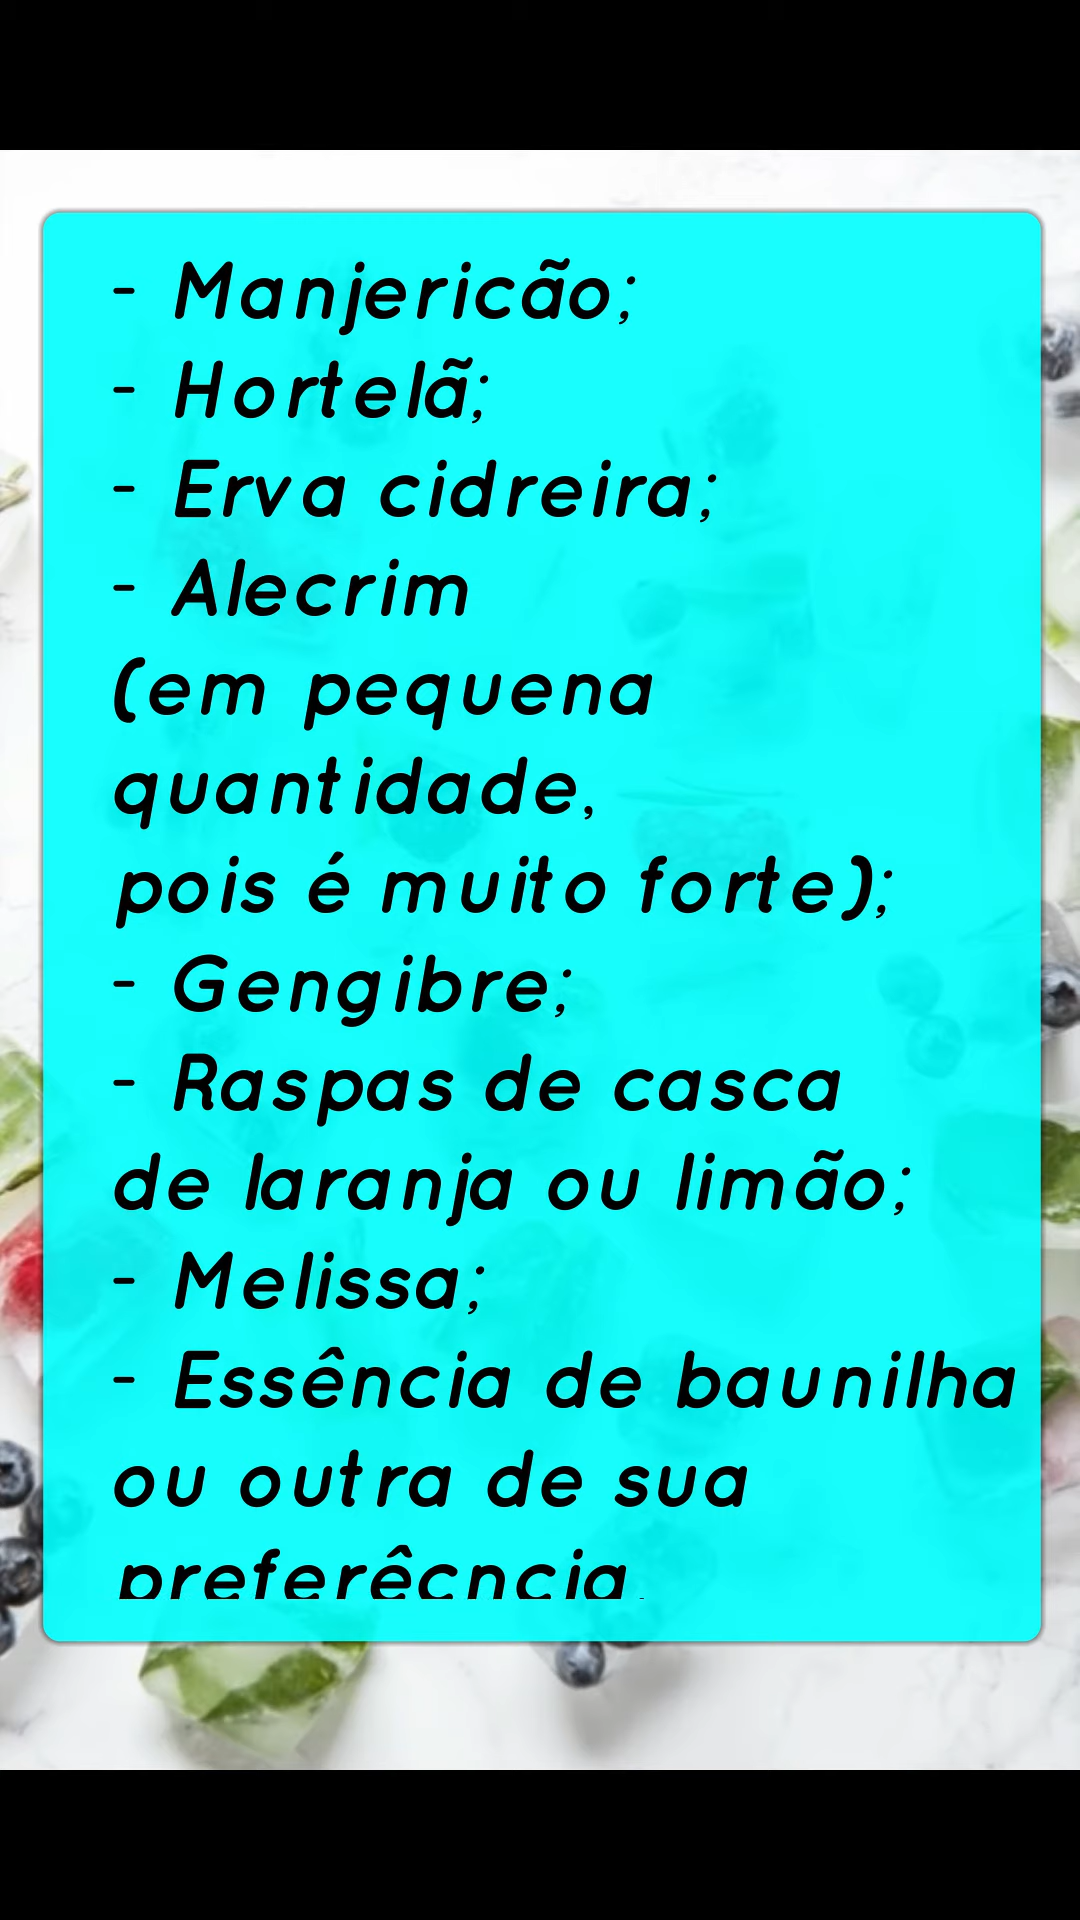 - Manjericão;
- Hortelã;
- Erva cidreira;
- Alecrim
(em pequena
quantidade,
pois é muito forte);
- Gengibre;
- Raspas de casca
de laranja ou limão;
- Melissa;
- Essência de baunilha
ou outra de sua
preferêcncia.